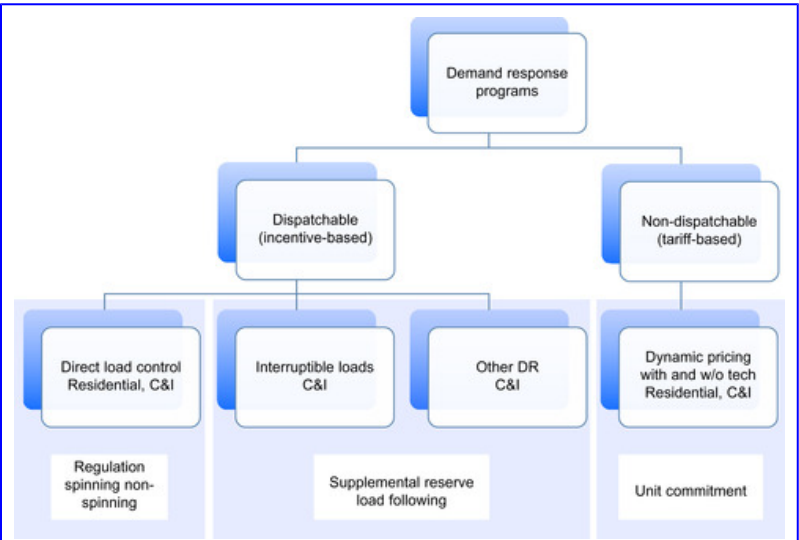 Demand response
programs
Dispatchable
(incentive-based)
Non-dispatchable
(tariff-based)
Direct load control
Residential, C&I
Interruptible loads
C&I
Other DR
C&I
Dynamic pricing
with and w/o tech
Residential, C&I
Regulation
spinning non-
spinning
Supplemental reserve
load following
Unit commitment